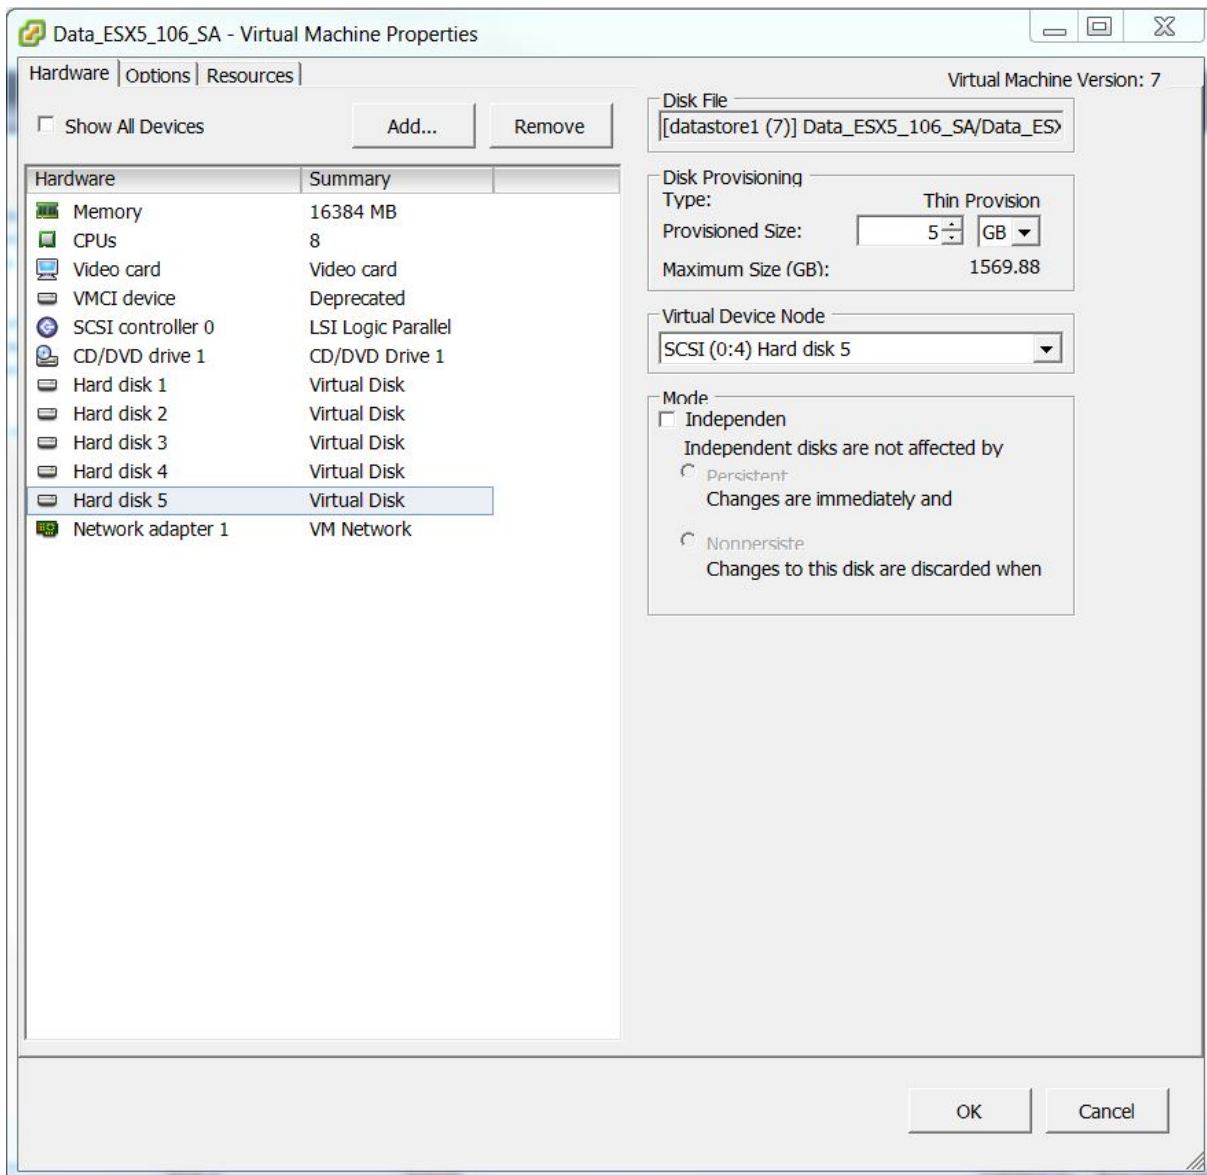 Data_ESX5_106_SA - Virtual Machine Properties
Hardware Options Resources
Virtual Machine Version: 7
Show All Devices Add... Remove
Hardware Summary
Memory 16384 MB
CPUs 8
Video card Video card
VMCI device Deprecated
SCSI controller 0 LSI Logic Parallel
CD/DVD drive 1 CD/DVD Drive 1
Hard disk 1 Virtual Disk
Hard disk 2 Virtual Disk
Hard disk 3 Virtual Disk
Hard disk 4 Virtual Disk
Hard disk 5 Virtual Disk
Network adapter 1 VM Network
Disk File
[datastore1 (7)] Data_ESX5_106_SA/Data_ESX
Disk Provisioning
Type: Thin Provision
Provisioned Size: 5 GB
Maximum Size (GB): 1569.88
Virtual Device Node
SCSI (0:4) Hard disk 5
Mode
Independen
Independent disks are not affected by
Persistent
Changes are immediately and
Nonpersiste
Changes to this disk are discarded when
OK Cancel